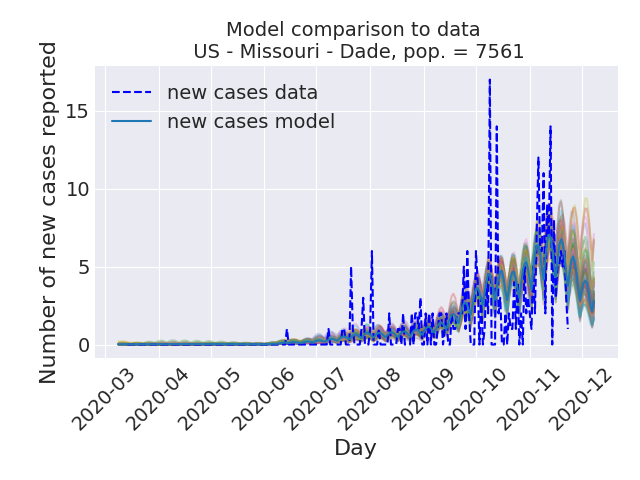 Model comparison to data
US - Missouri - Dade, pop. = 7561
new cases data
new cases model
Number of new cases reported
15
10
5
0
2020-03
2020-04
2020-05
2020-06
2020-07
2020-08
2020-09
2020-10
2020-11
2020-12
Day